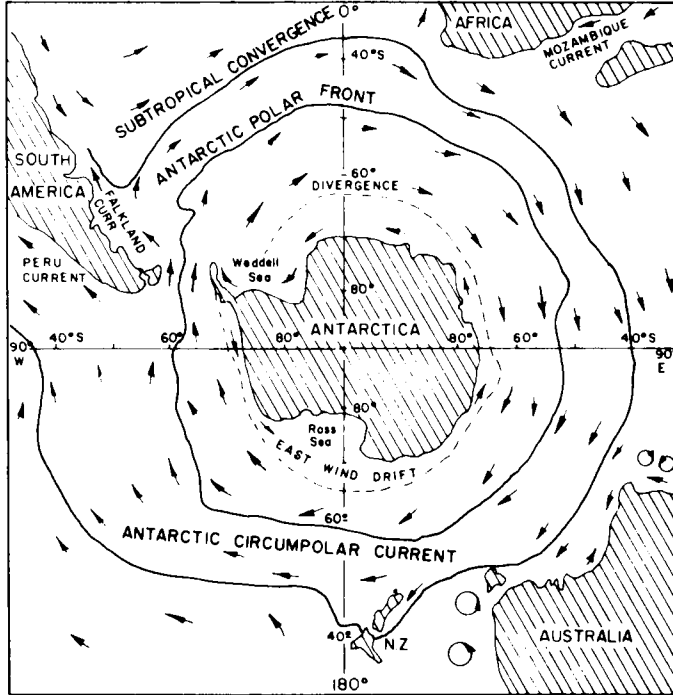 0°
AFRICA
MOZAMBIQUE
CURRENT
40°S
SUBTROPICAL CONVERGENCE
ANTARCTIC POLAR FRONT
SOUTH
AMERICA
60°
DIVERGENCE
FALKLAND
CURR
PERU
CURRENT
Weddell
Sea
80°
ANTARCTICA
90°
W
40°S
60°
80°
80°
60°
40°S
90°
E
80°
Ross
Sea
EAST WIND DRIFT
60°
ANTARCTIC CIRCUMPOLAR CURRENT
40°
NZ
AUSTRALIA
180°